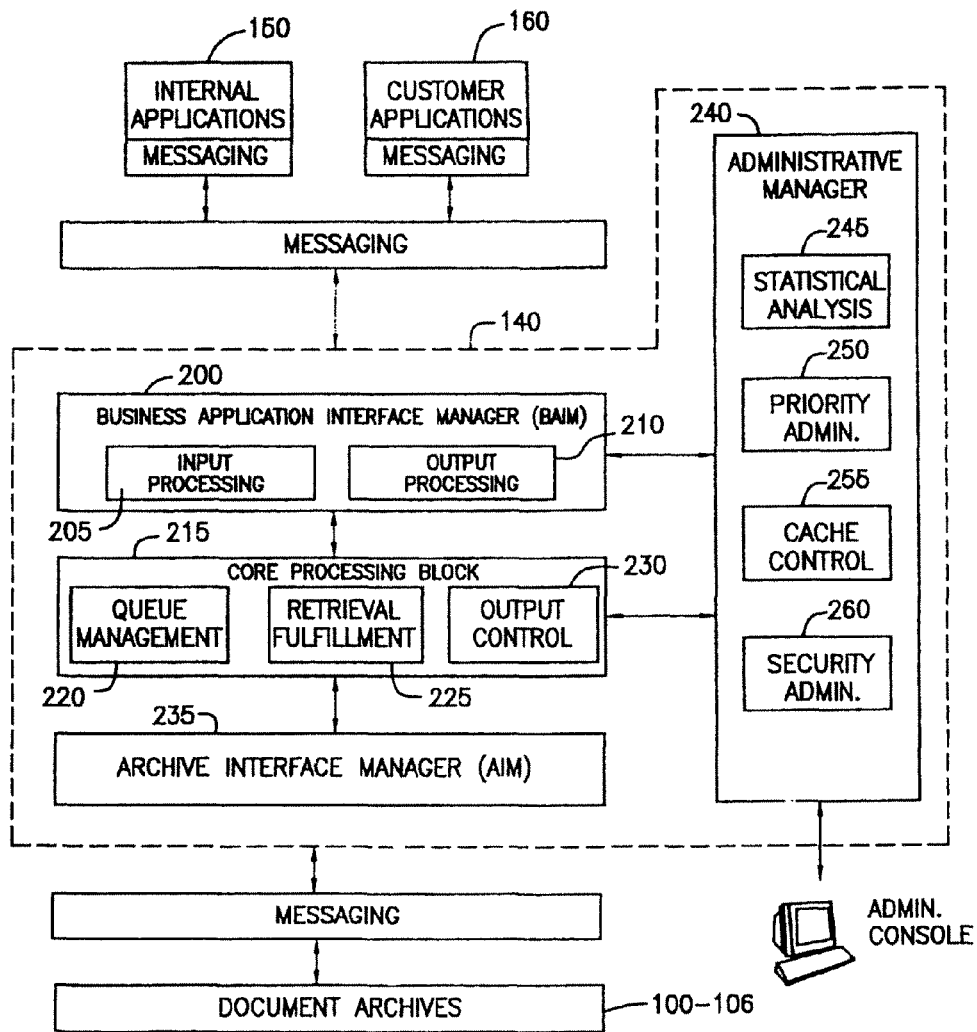 150
160
INTERNAL
APPLICATIONS
MESSAGING
CUSTOMER
APPLICATIONS
MESSAGING
MESSAGING
140
240
ADMINISTRATIVE
MANAGER
245
STATISTICAL
ANALYSIS
250
PRIORITY
ADMIN.
255
CACHE
CONTROL
260
SECURITY
ADMIN.
200
BUSINESS APPLICATION INTERFACE MANAGER (BAIM)
INPUT
PROCESSING
205
OUTPUT
PROCESSING
210
215
CORE PROCESSING BLOCK
QUEUE
MANAGEMENT
220
RETRIEVAL
FULFILLMENT
225
OUTPUT
CONTROL
230
235
ARCHIVE INTERFACE MANAGER (AIM)
MESSAGING
DOCUMENT ARCHIVES
100-106
ADMIN.
CONSOLE